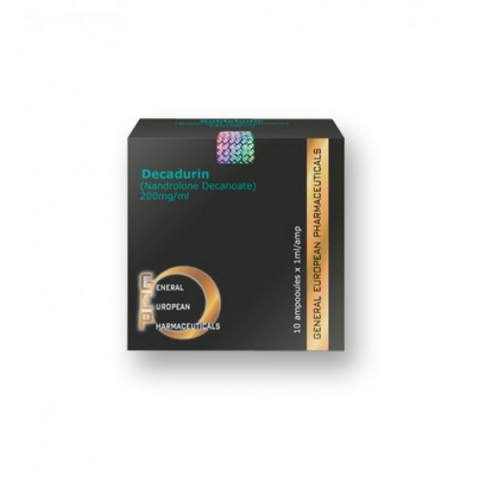 Decadurin
(Nandrolone Decanoate)
200mg/ml
ENERAL
UROPEAN
HARMACEUTICALS
10 ampooules x 1ml/amp
GENERAL EUROPEAN PHARMACEUTICALS